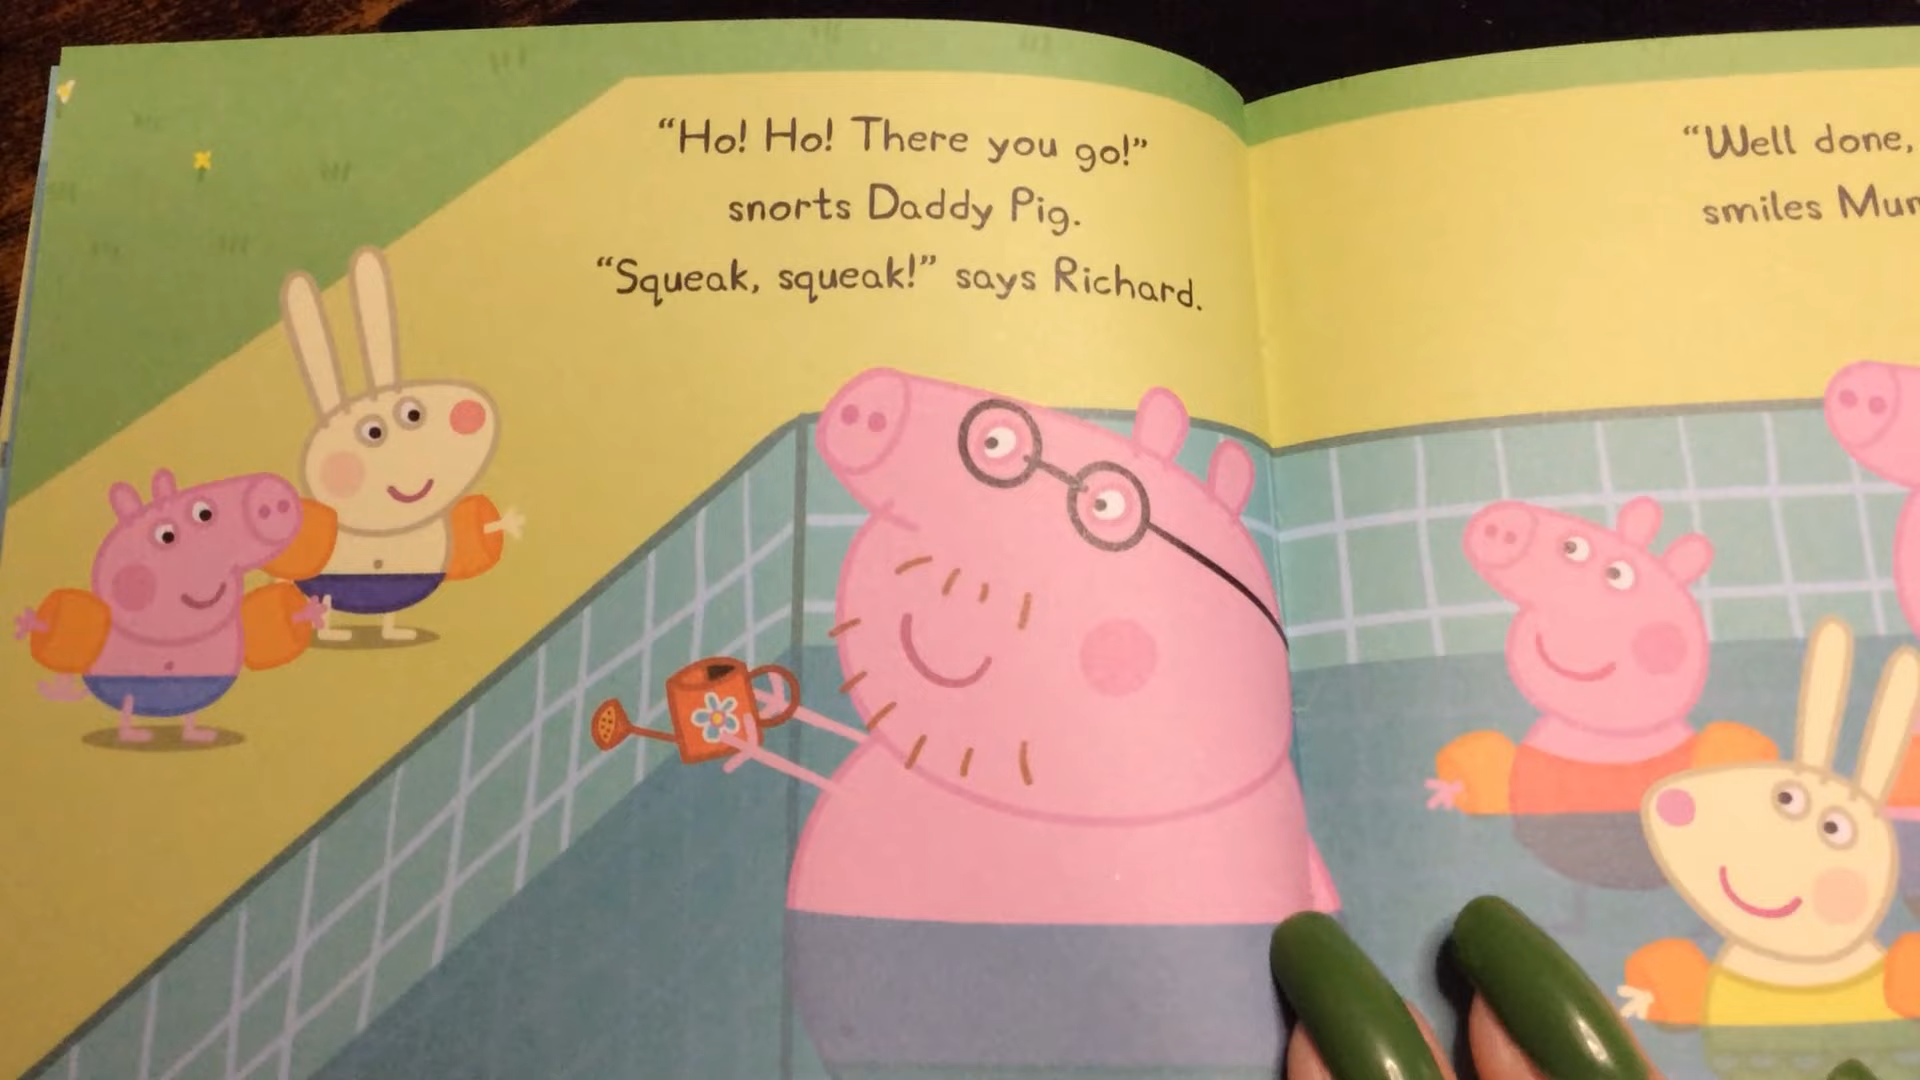 “Ho! Ho! There you go!”
snorts Daddy Pig.
“Squeak, squeak!” says Richard.
“Well done,
smiles